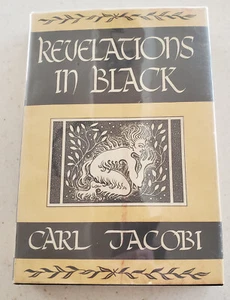 REVELATIONS
IN BLACK
CARL JACOBI